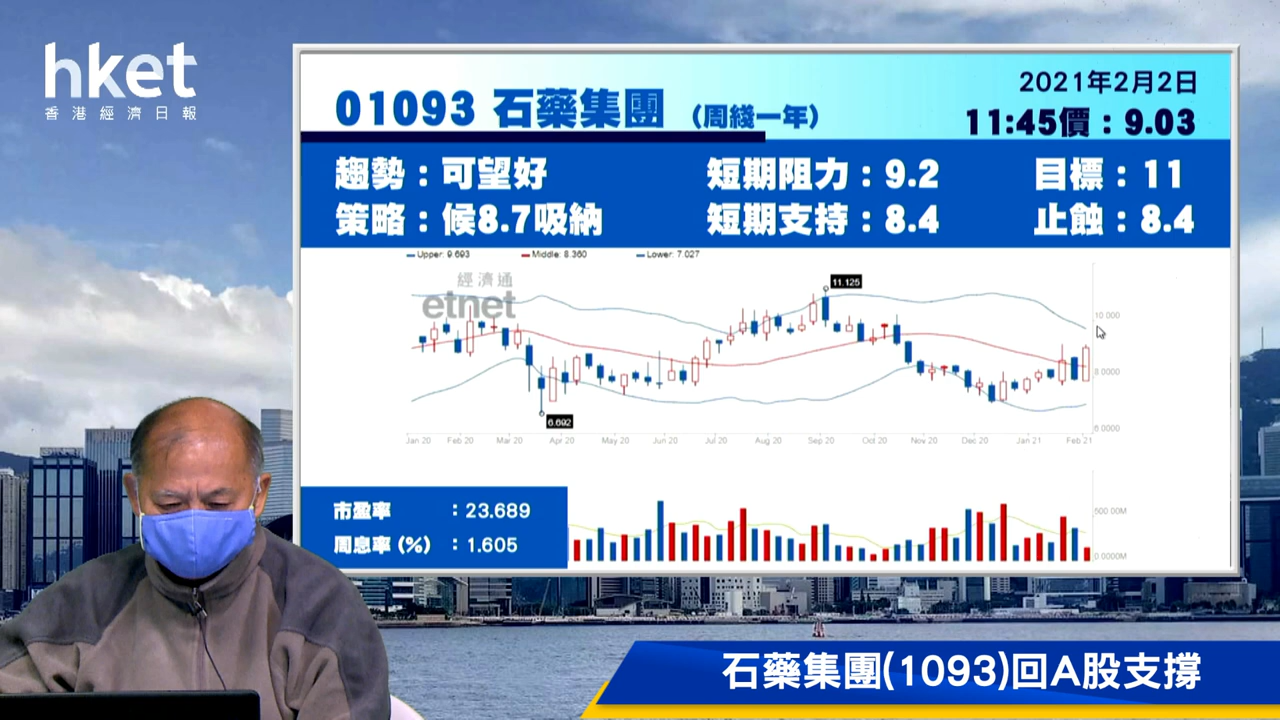 hket
香港經濟日報
2021年2月2日
01093 石藥集團 (周綫一年)
11:45價：9.03
趨勢：可望好
短期阻力：9.2
目標：11
策略：候8.7吸納
短期支持：8.4
止蝕：8.4
Upper: 9.693
Middle: 8.360
Lower: 7.027
經濟通
etnet
11.125
10.000
8.0000
6.692
6.0000
Jan 20 Feb 20 Mar 20 Apr 20 May 20 Jun 20 Jul 20 Aug 20 Sep 20 Oct 20 Nov 20 Dec 20 Jan 21 Feb 21
市盈率 ：23.689
周息率(%) ：1.605
500.00M
0.0000M
石藥集團(1093)回A股支撐